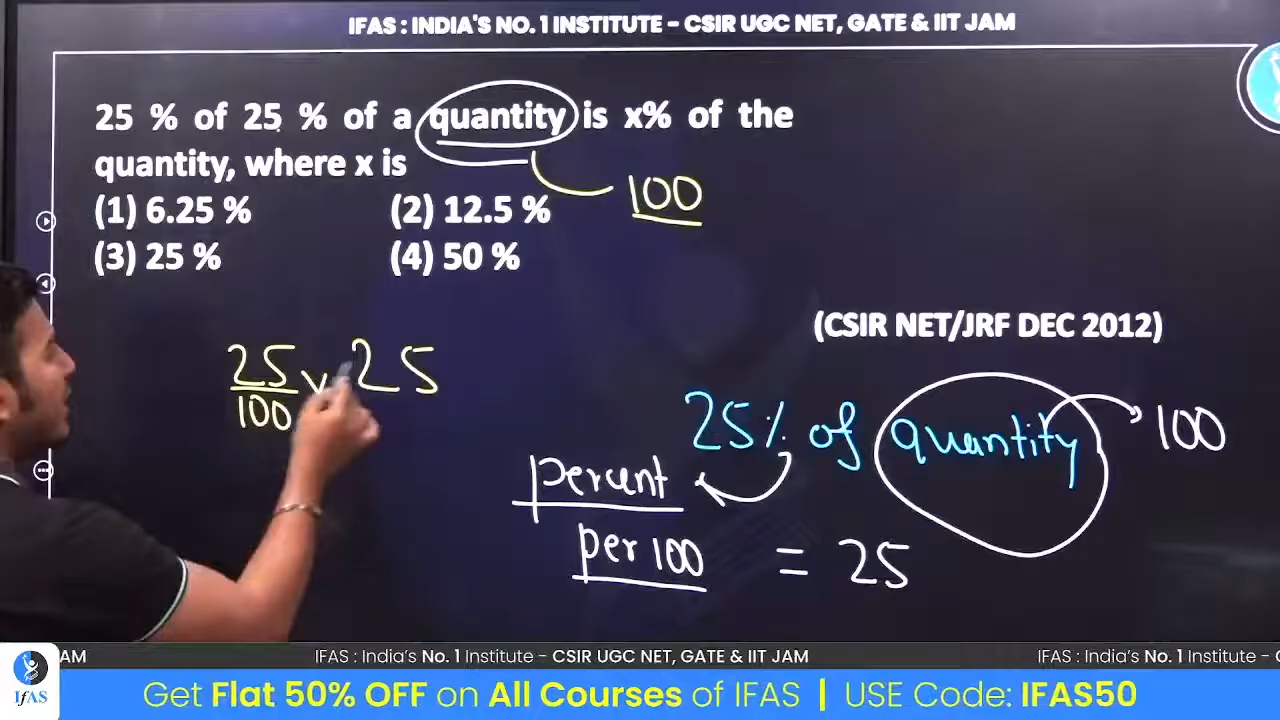 IFAS : INDIA'S NO. 1 INSTITUTE - CSIR UGC NET, GATE & IIT JAM
25 % of 25 % of a quantity is x% of the
quantity, where x is
100
(1) 6.25 % (2) 12.5 %
(3) 25 % (4) 50 %
(CSIR NET/JRF DEC 2012)
25 25
100
25% of quantity 100
percent
per 100 = 25
AM IFAS : India's No. 1 Institute - CSIR UGC NET, GATE & IIT JAM IFAS : India's No. 1 Institute - C
IFAS Get Flat 50% OFF on All Courses of IFAS | USE Code: IFAS50